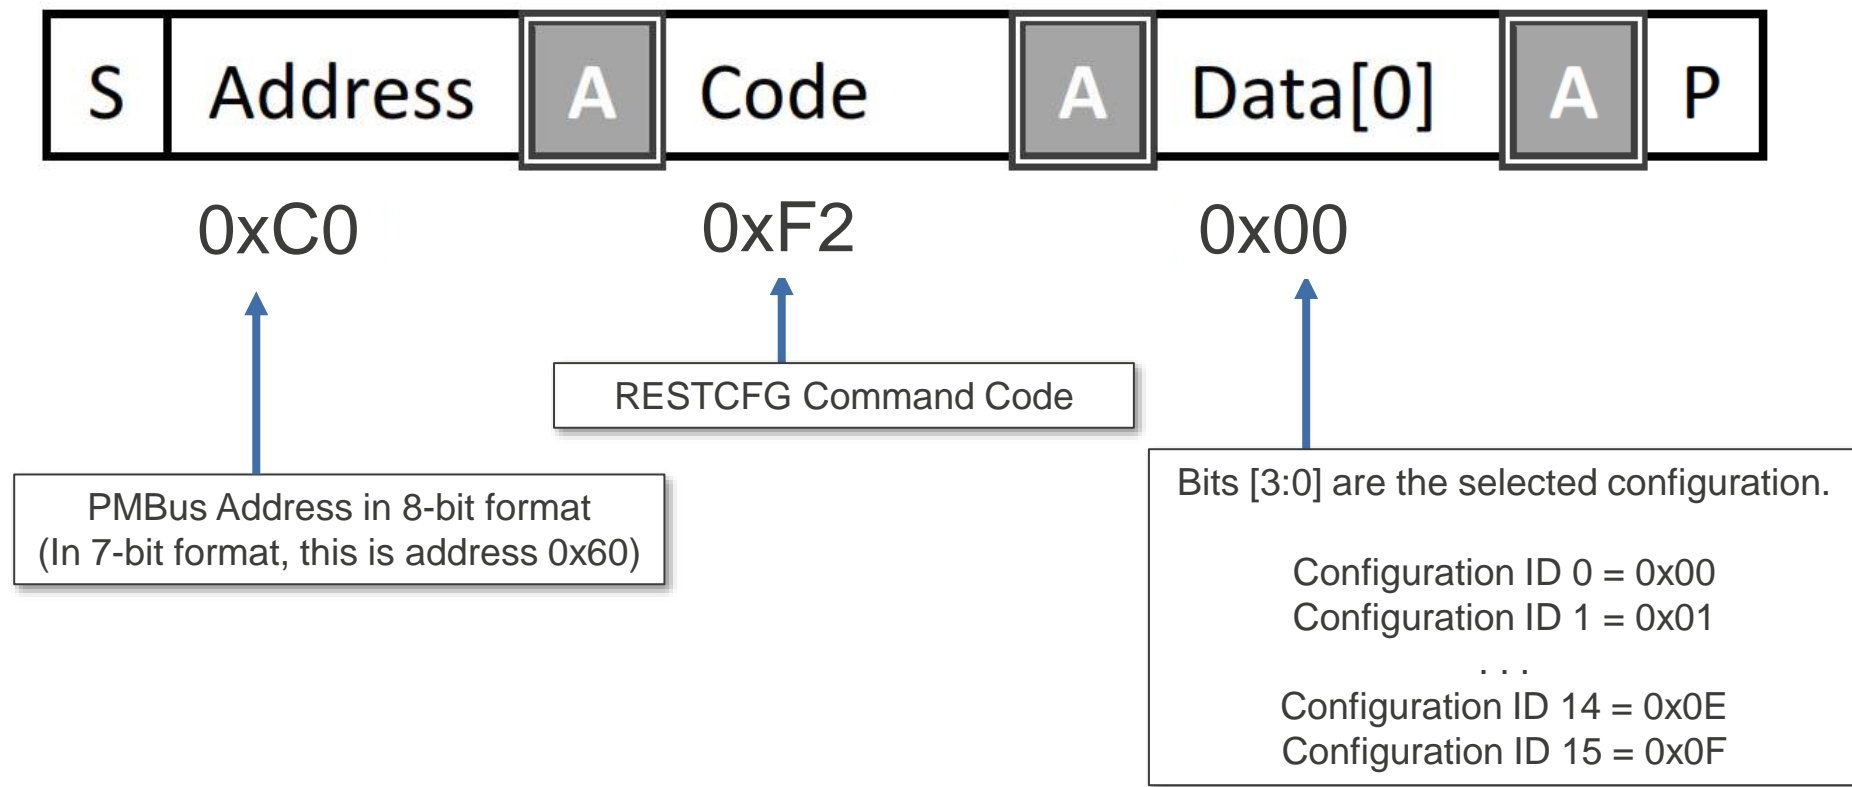 S Address A Code A Data[0] A P
0xC0 0xF2 0x00
RESTCFG Command Code
PMBus Address in 8-bit format
(In 7-bit format, this is address 0x60)
Bits [3:0] are the selected configuration.
Configuration ID 0 = 0x00
Configuration ID 1 = 0x01
. . .
Configuration ID 14 = 0x0E
Configuration ID 15 = 0x0F